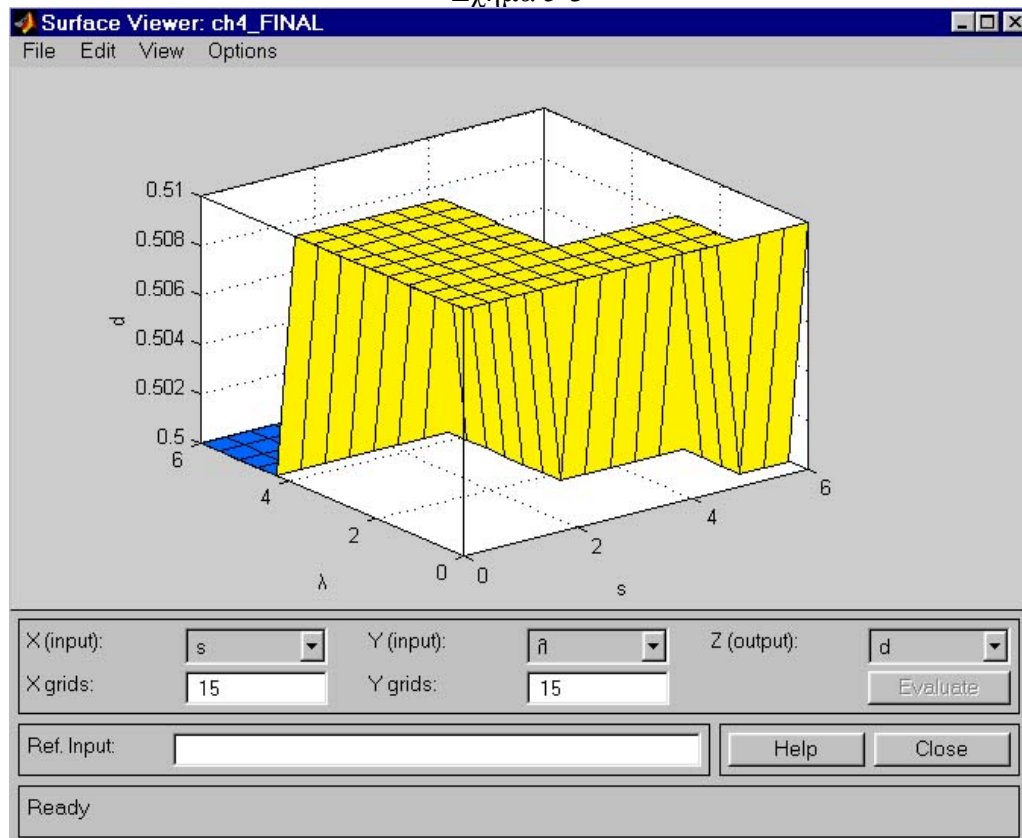 Surface Viewer: ch4_FINAL
File Edit View Options
0.51
0.508
0.506
0.504
0.502
0.5
d
6
4
2
0
λ
0
2
4
6
s
X (input): s Y (input): Z (output): d
X grids: 15 Y grids: 15 Evaluate
Ref. Input: Help Close
Ready